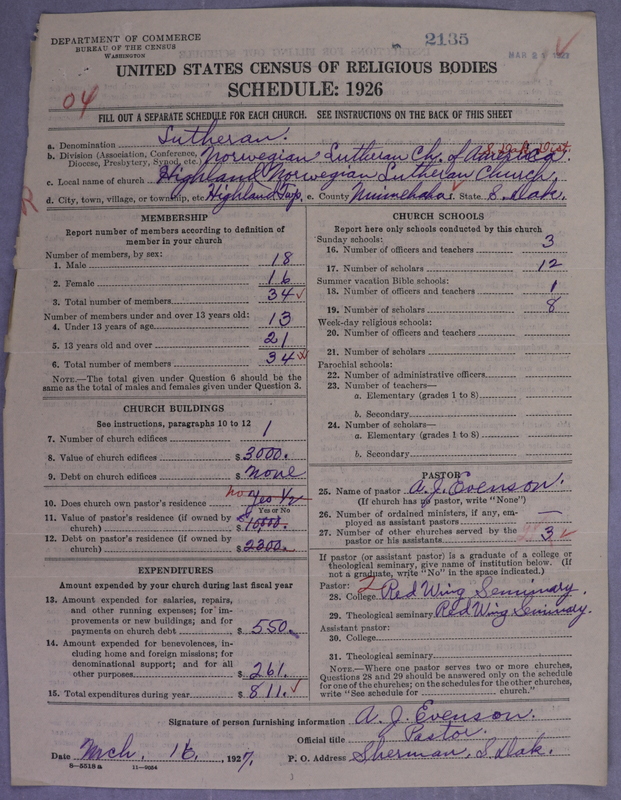 DEPARTMENT OF COMMERCE
BUREAU OF THE CENSUS
WASHINGTON
2135
MAR 21 1927
UNITED STATES CENSUS OF RELIGIOUS BODIES
SCHEDULE: 1926
04
FILL OUT A SEPARATE SCHEDULE FOR EACH CHURCH. SEE INSTRUCTIONS ON THE BACK OF THIS SHEET
a. Denomination Lutheran.
b. Division (Association, Conference, Diocese, Presbytery, Synod, etc.) Norwegian Lutheran Ch. of America. S. Dak. Dist.
c. Local name of church Highland Norwegian Lutheran Church.
d. City, town, village, or township, etc. Highland Twp. e. County Minnehaha f. State S. Dak.
R
MEMBERSHIP
Report number of members according to definition of
member in your church
Number of members, by sex:
1. Male 18
2. Female 16
3. Total number of members 34
Number of members under and over 13 years old:
4. Under 13 years of age 13
5. 13 years old and over 21
6. Total number of members 34
NOTE.—The total given under Question 6 should be the
same as the total of males and females given under Question 3.
CHURCH BUILDINGS
See instructions, paragraphs 10 to 12
7. Number of church edifices 1
8. Value of church edifices $ 3000.
9. Debt on church edifices $ none
10. Does church own pastor's residence no Yes 1/2
Yes or No
11. Value of pastor's residence (if owned by
church) $ 10,000.
12. Debt on pastor's residence (if owned by
church) $ 2300.
EXPENDITURES
Amount expended by your church during last fiscal year
13. Amount expended for salaries, repairs,
and other running expenses; for im-
provements or new buildings; and for
payments on church debt $ 550.
14. Amount expended for benevolences, in-
cluding home and foreign missions; for
denominational support; and for all
other purposes $ 261.
15. Total expenditures during year $ 811.
CHURCH SCHOOLS
Report here only schools conducted by this church
Sunday schools:
16. Number of officers and teachers 3
17. Number of scholars 12
Summer vacation Bible schools:
18. Number of officers and teachers 1
19. Number of scholars 8
Week-day religious schools:
20. Number of officers and teachers
21. Number of scholars
Parochial schools:
22. Number of administrative officers
23. Number of teachers—
a. Elementary (grades 1 to 8)
b. Secondary
24. Number of scholars—
a. Elementary (grades 1 to 8)
b. Secondary
PASTOR
25. Name of pastor A. J. Evenson.
(If church has no pastor, write "None")
26. Number of ordained ministers, if any, em-
ployed as assistant pastors —
27. Number of other churches served by the
pastor or his assistants 3
If pastor (or assistant pastor) is a graduate of a college or
theological seminary, give name of institution below. (If
not a graduate, write "No" in the space indicated.)
Pastor:
28. College Red Wing Seminary.
29. Theological seminary Red Wing Seminary.
Assistant pastor:
30. College
31. Theological seminary
NOTE.—Where one pastor serves two or more churches,
Questions 28 and 29 should be answered only on the schedule
for one of the churches; on the schedules for the other churches,
write "See schedule for church."
Signature of person furnishing information A. J. Evenson.
Official title Pastor.
Date Mch. 16, 1927. P. O. Address Sherman, S. Dak.
8—5518 a 11—9034